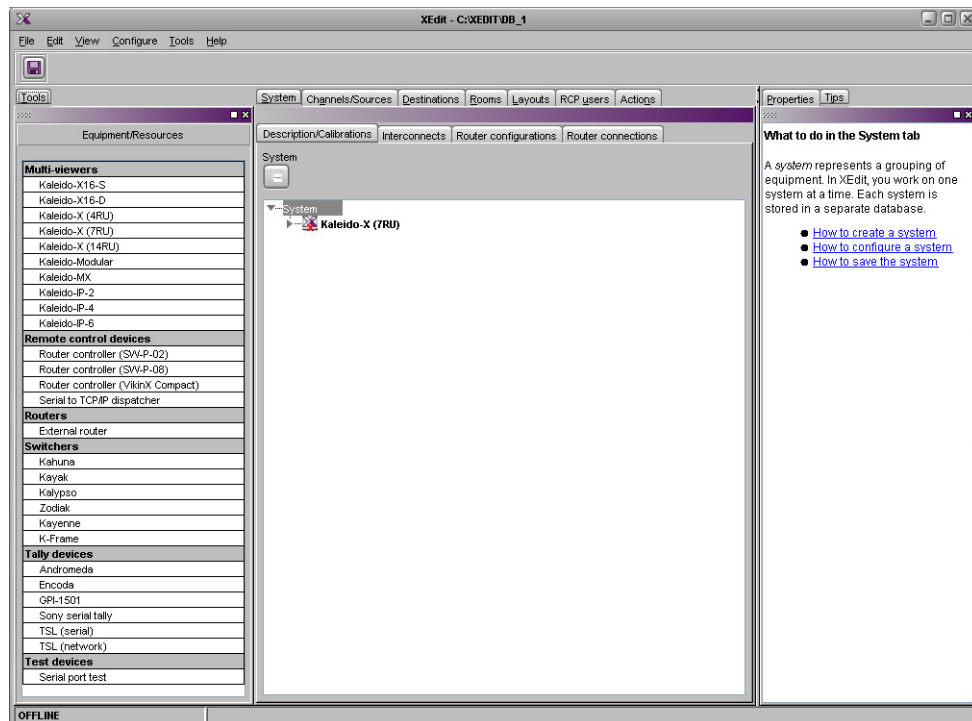 XEdit - C:\XEDIT\DB_1
File Edit View Configure Tools Help
Tools
Equipment/Resources
Multi-viewers
Kaleido-X16-S
Kaleido-X16-D
Kaleido-X (4RU)
Kaleido-X (7RU)
Kaleido-X (14RU)
Kaleido-Modular
Kaleido-MX
Kaleido-IP-2
Kaleido-IP-4
Kaleido-IP-6
Remote control devices
Router controller (SW-P-02)
Router controller (SW-P-08)
Router controller (VikinX Compact)
Serial to TCP/IP dispatcher
Routers
External router
Switchers
Kahuna
Kayak
Kalypso
Zodiak
Kayenne
K-Frame
Tally devices
Andromeda
Encoda
GPI-1501
Sony serial tally
TSL (serial)
TSL (network)
Test devices
Serial port test
System Channels/Sources Destinations Rooms Layouts RCP users Actions
Description/Calibrations Interconnects Router configurations Router connections
System
System
Kaleido-X (7RU)
Properties Tips
What to do in the System tab
A system represents a grouping of
equipment. In XEdit, you work on one
system at a time. Each system is
stored in a separate database.
How to create a system
How to configure a system
How to save the system
OFFLINE